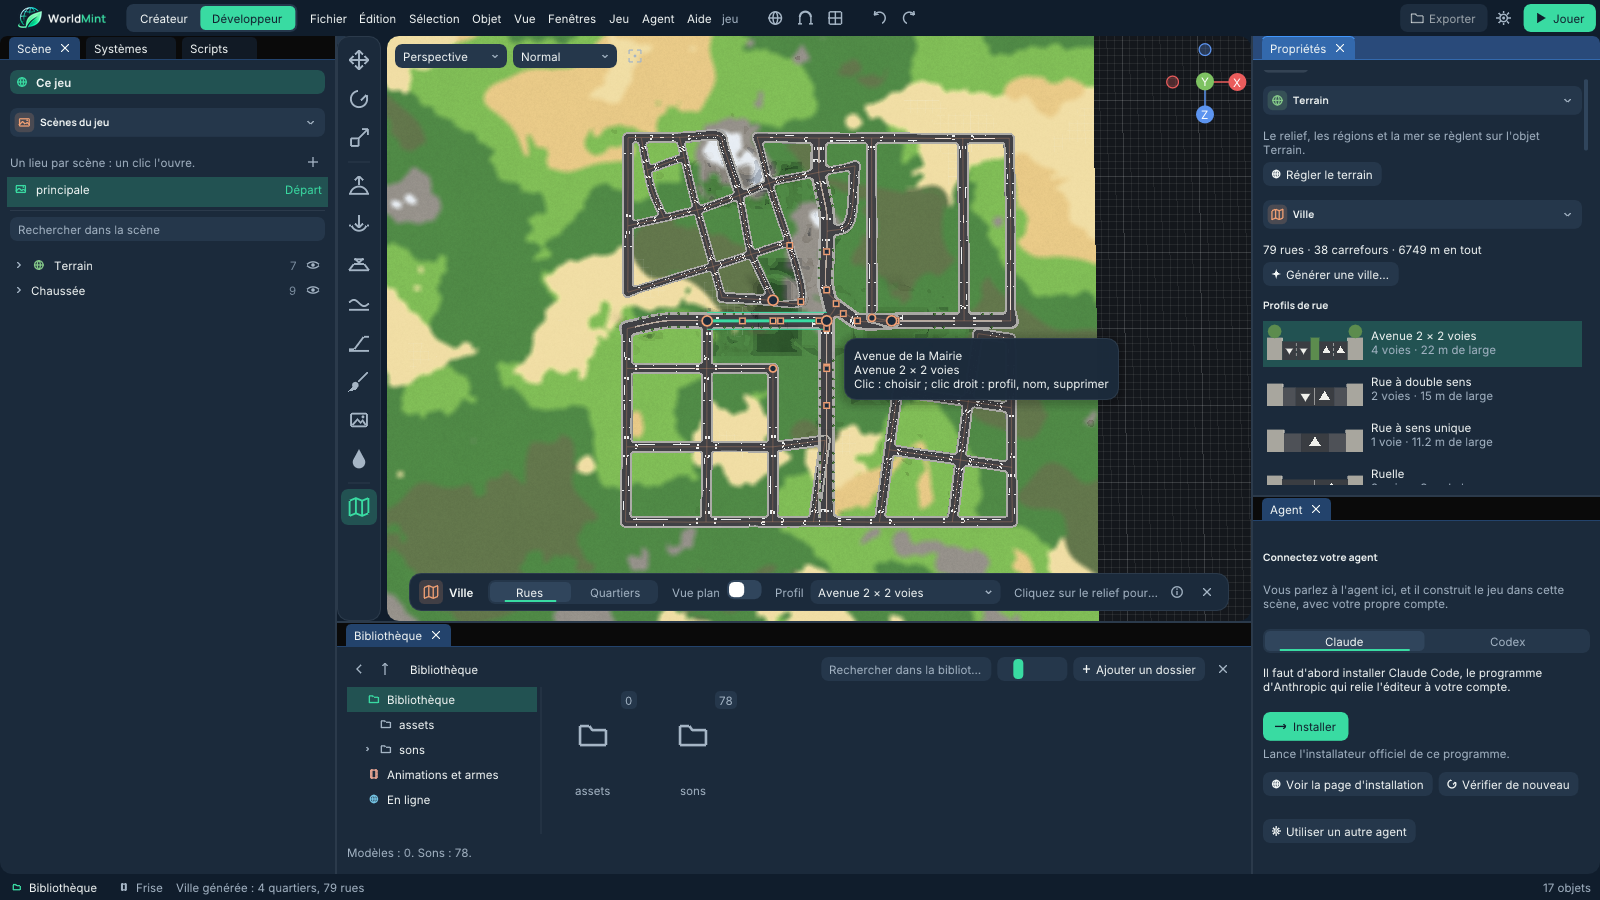 WorldMint
Créateur
Développeur
Fichier
Édition
Sélection
Objet
Vue
Fenêtres
Jeu
Agent
Aide
jeu
Exporter
Jouer
Scène
Systèmes
Scripts
Ce jeu
Scènes du jeu
Un lieu par scène : un clic l'ouvre.
principale
Départ
Rechercher dans la scène
Terrain
7
Chaussée
9
Perspective
Normal
Y
X
Z
Avenue de la Mairie
Avenue 2 × 2 voies
Clic : choisir ; clic droit : profil, nom, supprimer
Ville
Rues
Quartiers
Vue plan
Profil
Avenue 2 × 2 voies
Cliquez sur le relief pour...
Bibliothèque
Bibliothèque
Rechercher dans la bibliot...
+ Ajouter un dossier
Bibliothèque
assets
sons
Animations et armes
En ligne
0
assets
78
sons
Modèles : 0. Sons : 78.
Propriétés
Terrain
Le relief, les régions et la mer se règlent sur l'objet
Terrain.
Régler le terrain
Ville
79 rues · 38 carrefours · 6749 m en tout
Générer une ville...
Profils de rue
Avenue 2 × 2 voies
4 voies · 22 m de large
Rue à double sens
2 voies · 15 m de large
Rue à sens unique
1 voie · 11.2 m de large
Ruelle
Agent
Connectez votre agent
Vous parlez à l'agent ici, et il construit le jeu dans cette
scène, avec votre propre compte.
Claude
Codex
Il faut d'abord installer Claude Code, le programme
d'Anthropic qui relie l'éditeur à votre compte.
Installer
Lance l'installateur officiel de ce programme.
Voir la page d'installation
Vérifier de nouveau
Utiliser un autre agent
Bibliothèque
Frise
Ville générée : 4 quartiers, 79 rues
17 objets